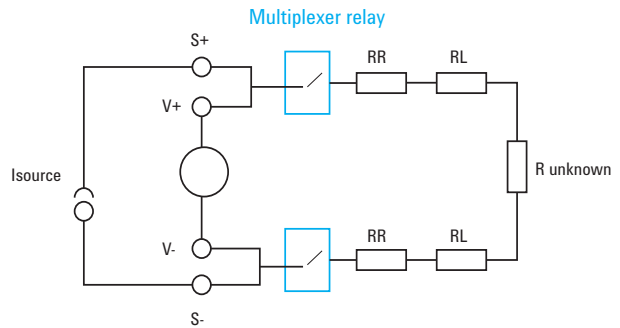 Multiplexer relay
S+
RR
RL
V+
Isource
R unknown
V-
RR
RL
S-